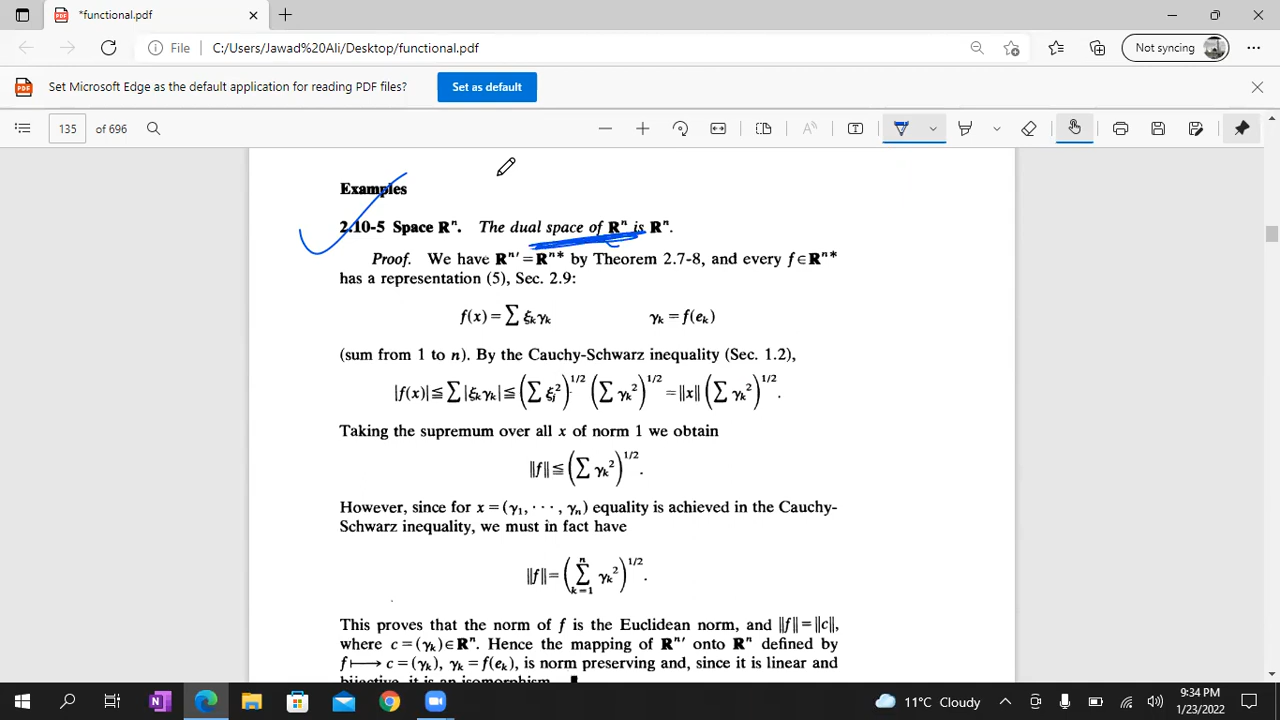 *functional.pdf
File
C:/Users/Jawad%20Ali/Desktop/functional.pdf
Not syncing
Set Microsoft Edge as the default application for reading PDF files?
Set as default
135 of 696
Examples
2.10-5 Space Rⁿ. The dual space of Rⁿ is Rⁿ.
Proof. We have Rⁿ′ = Rⁿ* by Theorem 2.7-8, and every f ∈ Rⁿ*
has a representation (5), Sec. 2.9:
f(x) = ∑ ξₖγₖ γₖ = f(eₖ)
(sum from 1 to n). By the Cauchy-Schwarz inequality (Sec. 1.2),
|f(x)| ≦ ∑ |ξₖγₖ| ≦ (∑ ξⱼ²)^1/2 (∑ γₖ²)^1/2 = ‖x‖ (∑ γₖ²)^1/2.
Taking the supremum over all x of norm 1 we obtain
‖f‖ ≦ (∑ γₖ²)^1/2.
However, since for x = (γ₁, · · · , γₙ) equality is achieved in the Cauchy-
Schwarz inequality, we must in fact have
‖f‖ = (∑_{k=1}^{n} γₖ²)^1/2.
This proves that the norm of f is the Euclidean norm, and ‖f‖ = ‖c‖,
where c = (γₖ) ∈ Rⁿ. Hence the mapping of Rⁿ′ onto Rⁿ defined by
f ⟼ c = (γₖ), γₖ = f(eₖ), is norm preserving and, since it is linear and
bijective, it is an isomorphism.
11°C Cloudy
9:34 PM
1/23/2022